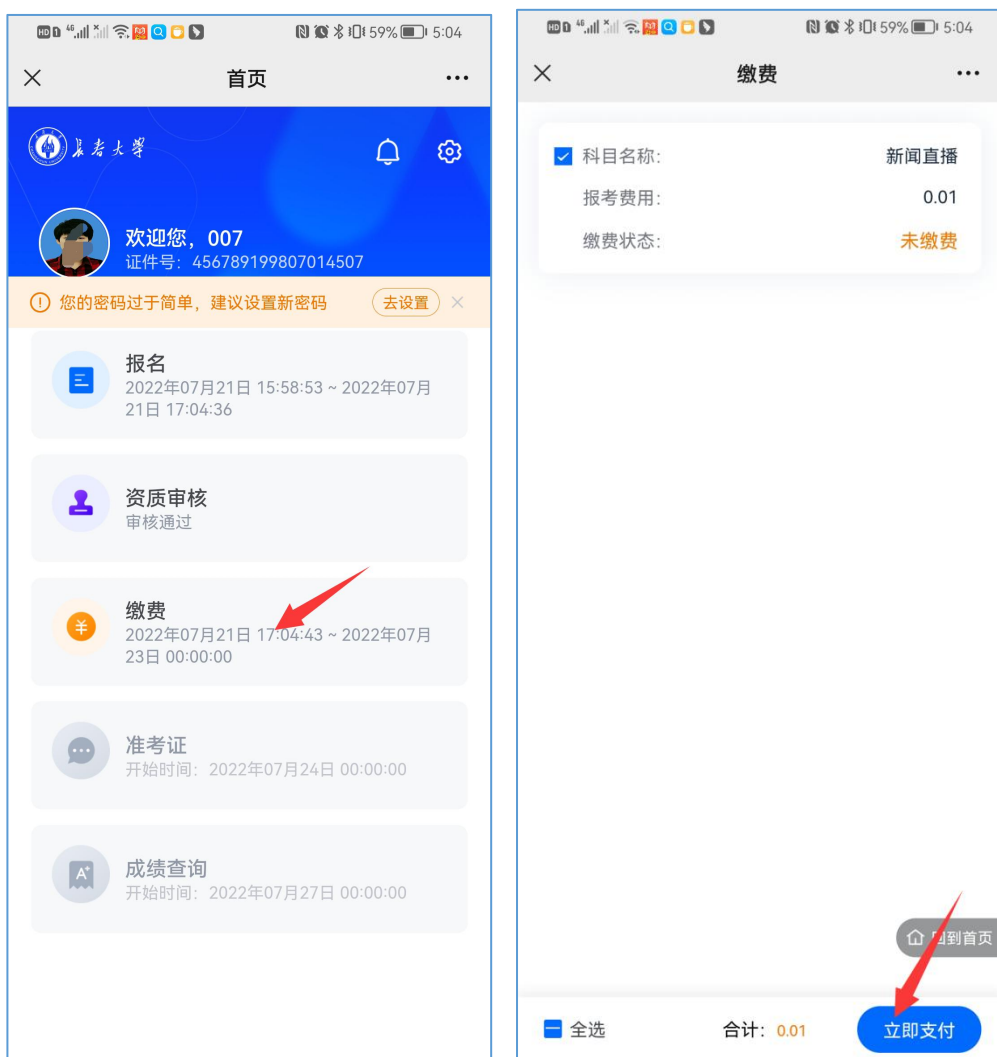 5:04
59%
首页
欢迎您，007
证件号：456789199807014507
您的密码过于简单，建议设置新密码
去设置
报名
2022年07月21日 15:58:53 ~ 2022年07月
21日 17:04:36
资质审核
审核通过
缴费
2022年07月21日 17:04:43 ~ 2022年07月
23日 00:00:00
准考证
开始时间：2022年07月24日 00:00:00
成绩查询
开始时间：2022年07月27日 00:00:00
59%
5:04
缴费
科目名称： 新闻直播
报考费用： 0.01
缴费状态： 未缴费
回到首页
全选 合计：0.01 立即支付